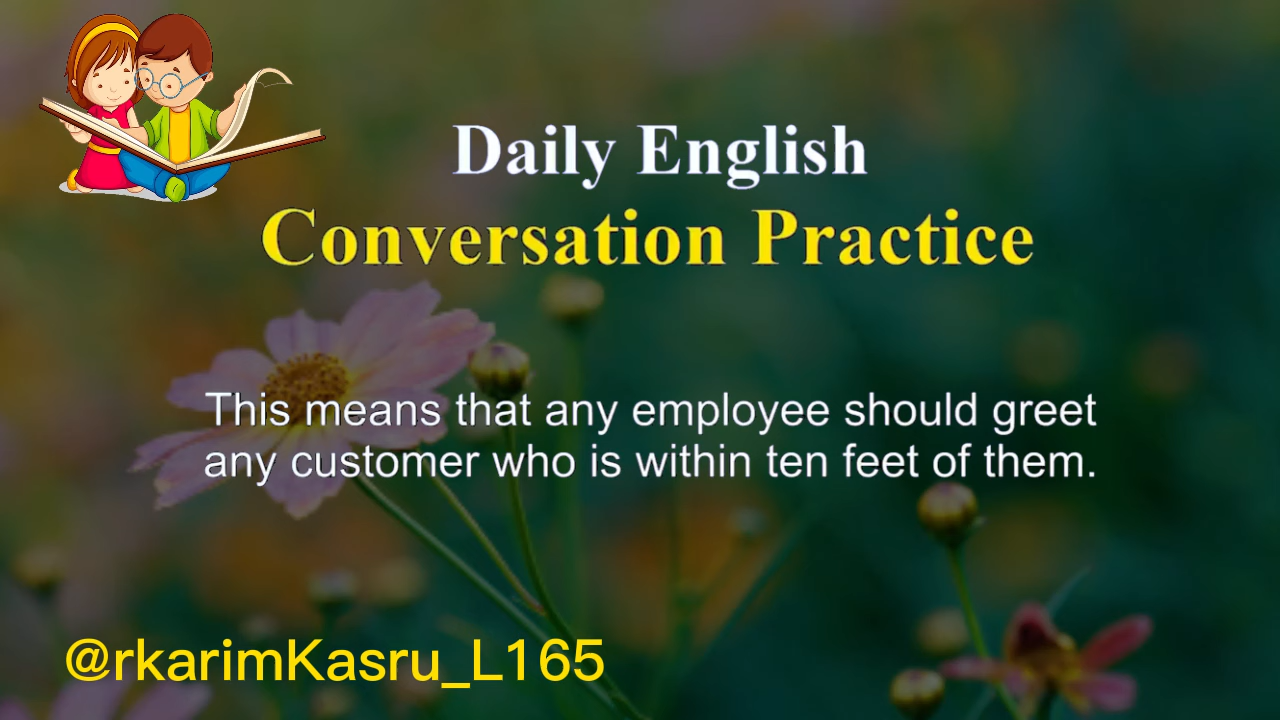 Daily English
Conversation Practice
This means that any employee should greet
any customer who is within ten feet of them.
@rkarimKasru_L165